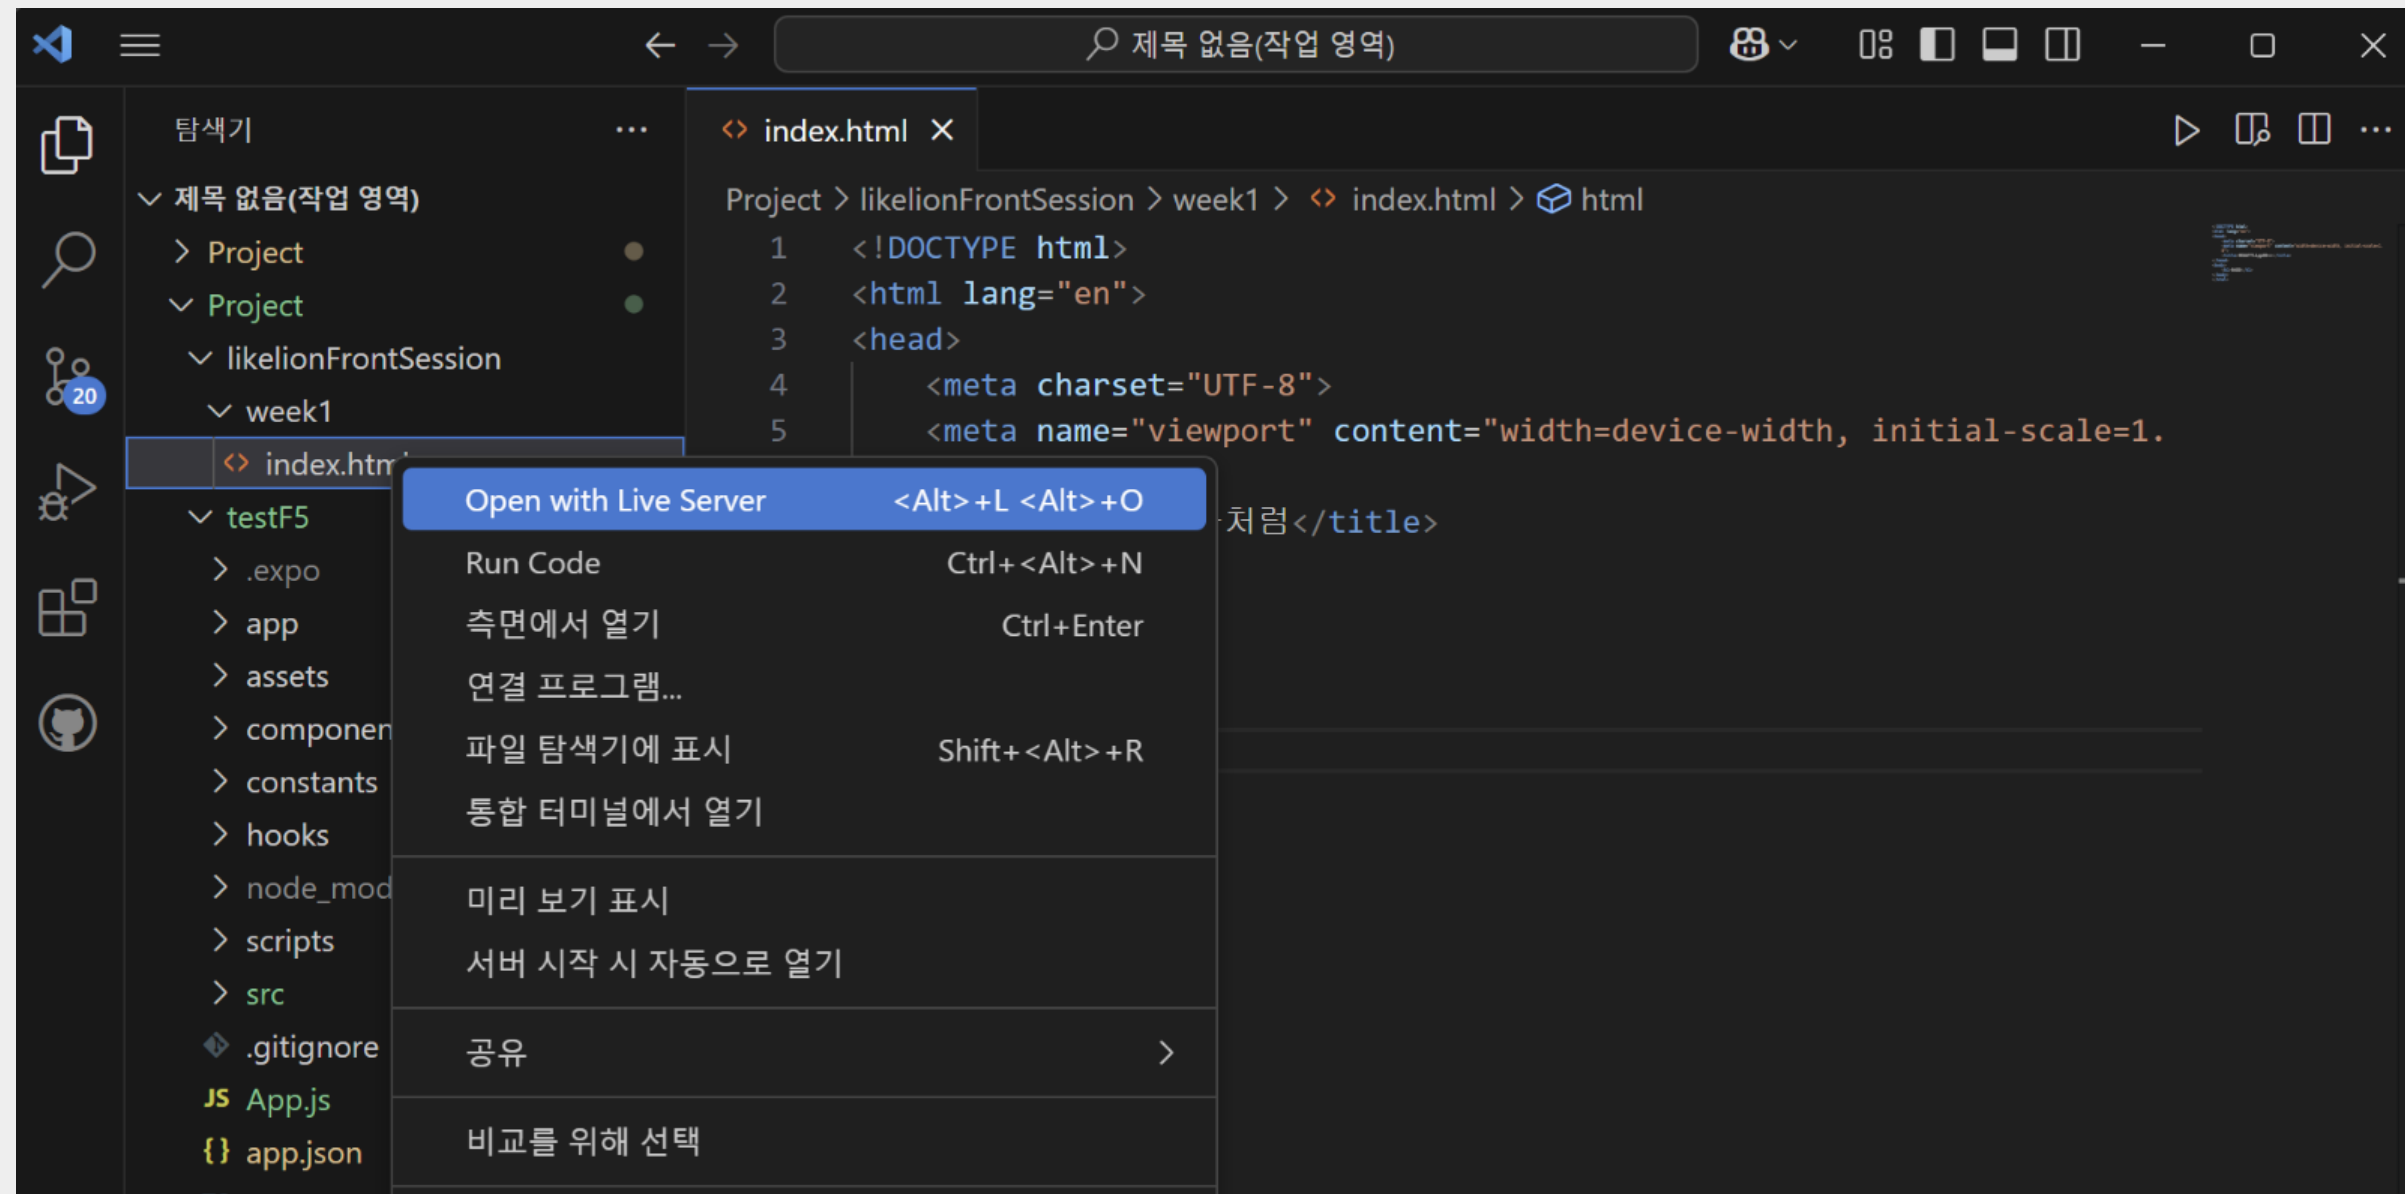 제목 없음(작업 영역)
탐색기
index.html
제목 없음(작업 영역)
Project
Project
likelionFrontSession
week1
index.htm
testF5
.expo
app
assets
componen
constants
hooks
node_mod
scripts
src
.gitignore
JS App.js
{} app.json
20
Project > likelionFrontSession > week1 > <> index.html > html
1 <!DOCTYPE html>
2 <html lang="en">
3 <head>
4 <meta charset="UTF-8">
5 <meta name="viewport" content="width=device-width, initial-scale=1.
처럼</title>
Open with Live Server <Alt>+L <Alt>+O
Run Code Ctrl+<Alt>+N
측면에서 열기 Ctrl+Enter
연결 프로그램...
파일 탐색기에 표시 Shift+<Alt>+R
통합 터미널에서 열기
미리 보기 표시
서버 시작 시 자동으로 열기
공유
비교를 위해 선택